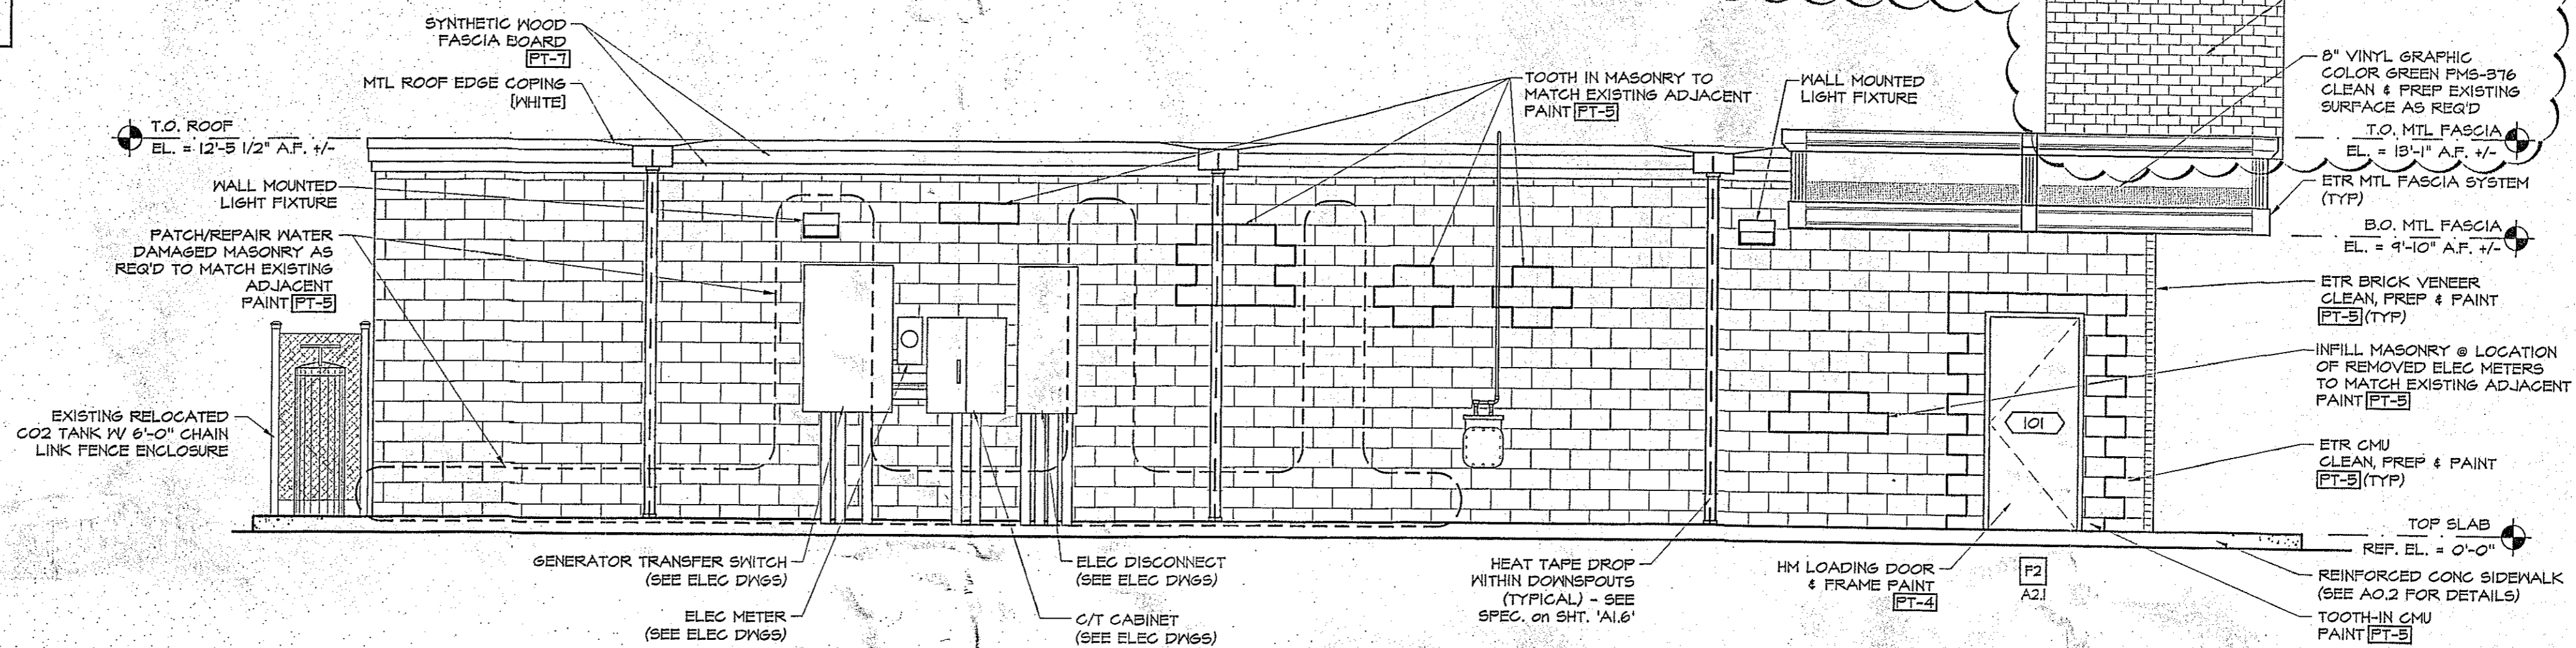 SYNTHETIC WOOD
FASCIA BOARD
PT-7
MTL ROOF EDGE COPING
[WHITE]
T.O. ROOF
EL. = 12'-5 1/2" A.F. +/-
WALL MOUNTED
LIGHT FIXTURE
PATCH/REPAIR WATER
DAMAGED MASONRY AS
REQ'D TO MATCH EXISTING
ADJACENT
PAINT PT-5
EXISTING RELOCATED
CO2 TANK W/ 6'-0" CHAIN
LINK FENCE ENCLOSURE
GENERATOR TRANSFER SWITCH
(SEE ELEC DWGS)
ELEC METER
(SEE ELEC DWGS)
ELEC DISCONNECT
(SEE ELEC DWGS)
C/T CABINET
(SEE ELEC DWGS)
TOOTH IN MASONRY TO
MATCH EXISTING ADJACENT
PAINT PT-5
WALL MOUNTED
LIGHT FIXTURE
HEAT TAPE DROP
WITHIN DOWNSPOUTS
(TYPICAL) - SEE
SPEC. on SHT. 'A1.6'
HM LOADING DOOR
& FRAME PAINT
PT-4
101
F2
A2.1
8" VINYL GRAPHIC
COLOR GREEN PMS-376
CLEAN & PREP EXISTING
SURFACE AS REQ'D
T.O. MTL FASCIA
EL. = 13'-1" A.F. +/-
ETR MTL FASCIA SYSTEM
(TYP)
B.O. MTL FASCIA
EL. = 9'-10" A.F. +/-
ETR BRICK VENEER
CLEAN, PREP & PAINT
PT-5 (TYP)
INFILL MASONRY @ LOCATION
OF REMOVED ELEC METERS
TO MATCH EXISTING ADJACENT
PAINT PT-5
ETR CMU
CLEAN, PREP & PAINT
PT-5 (TYP)
TOP SLAB
REF. EL. = 0'-0"
REINFORCED CONC SIDEWALK
(SEE A0.2 FOR DETAILS)
TOOTH-IN CMU
PAINT PT-5